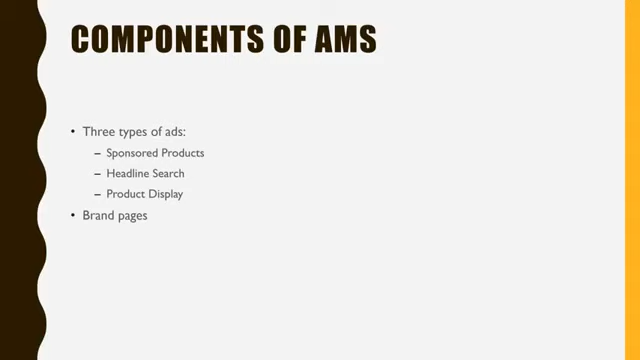 COMPONENTS OF AMS
• Three types of ads:
– Sponsored Products
– Headline Search
– Product Display
• Brand pages